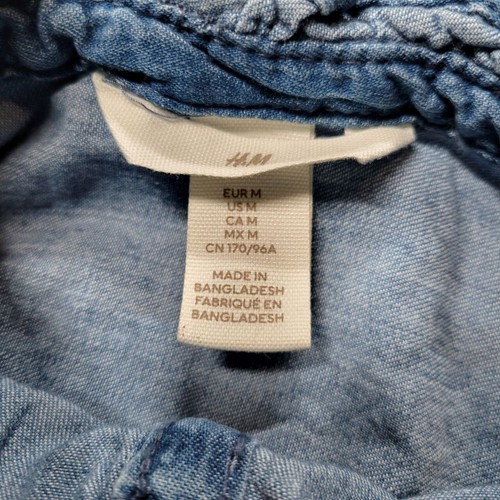 H&M
EUR M
US M
CA M
MX M
CN 170/96A
MADE IN
BANGLADESH
FABRIQUÉ EN
BANGLADESH